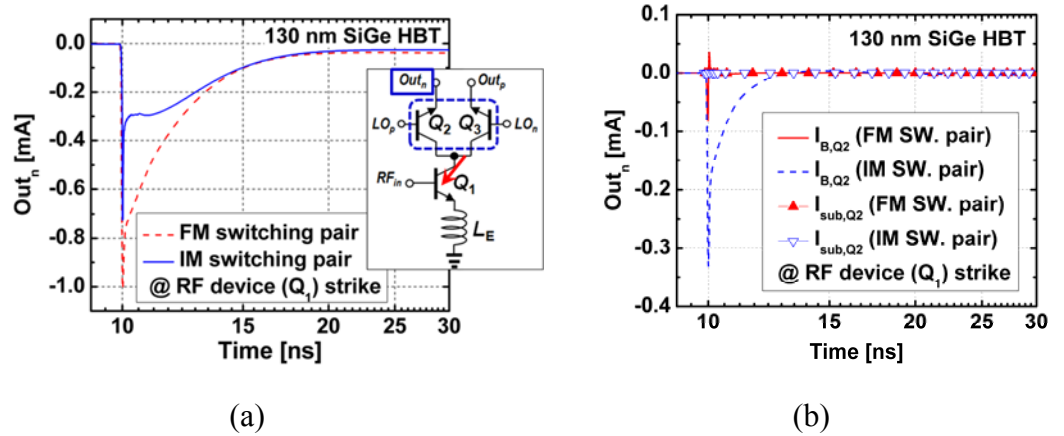 130 nm SiGe HBT
0.0
-0.2
-0.4
-0.6
-0.8
-1.0
Outn [mA]
10
15
20
25
30
Time [ns]
FM switching pair
IM switching pair
@ RF device (Q1) strike
Outn
Outp
LOp
Q2
Q3
LOn
RFin
Q1
LE
(a)
130 nm SiGe HBT
0.1
0.0
-0.1
-0.2
-0.3
-0.4
Outn [mA]
10
15
20
25
30
Time [ns]
IB,Q2 (FM SW. pair)
IB,Q2 (IM SW. pair)
Isub,Q2 (FM SW. pair)
Isub,Q2 (IM SW. pair)
@ RF device (Q1) strike
(b)